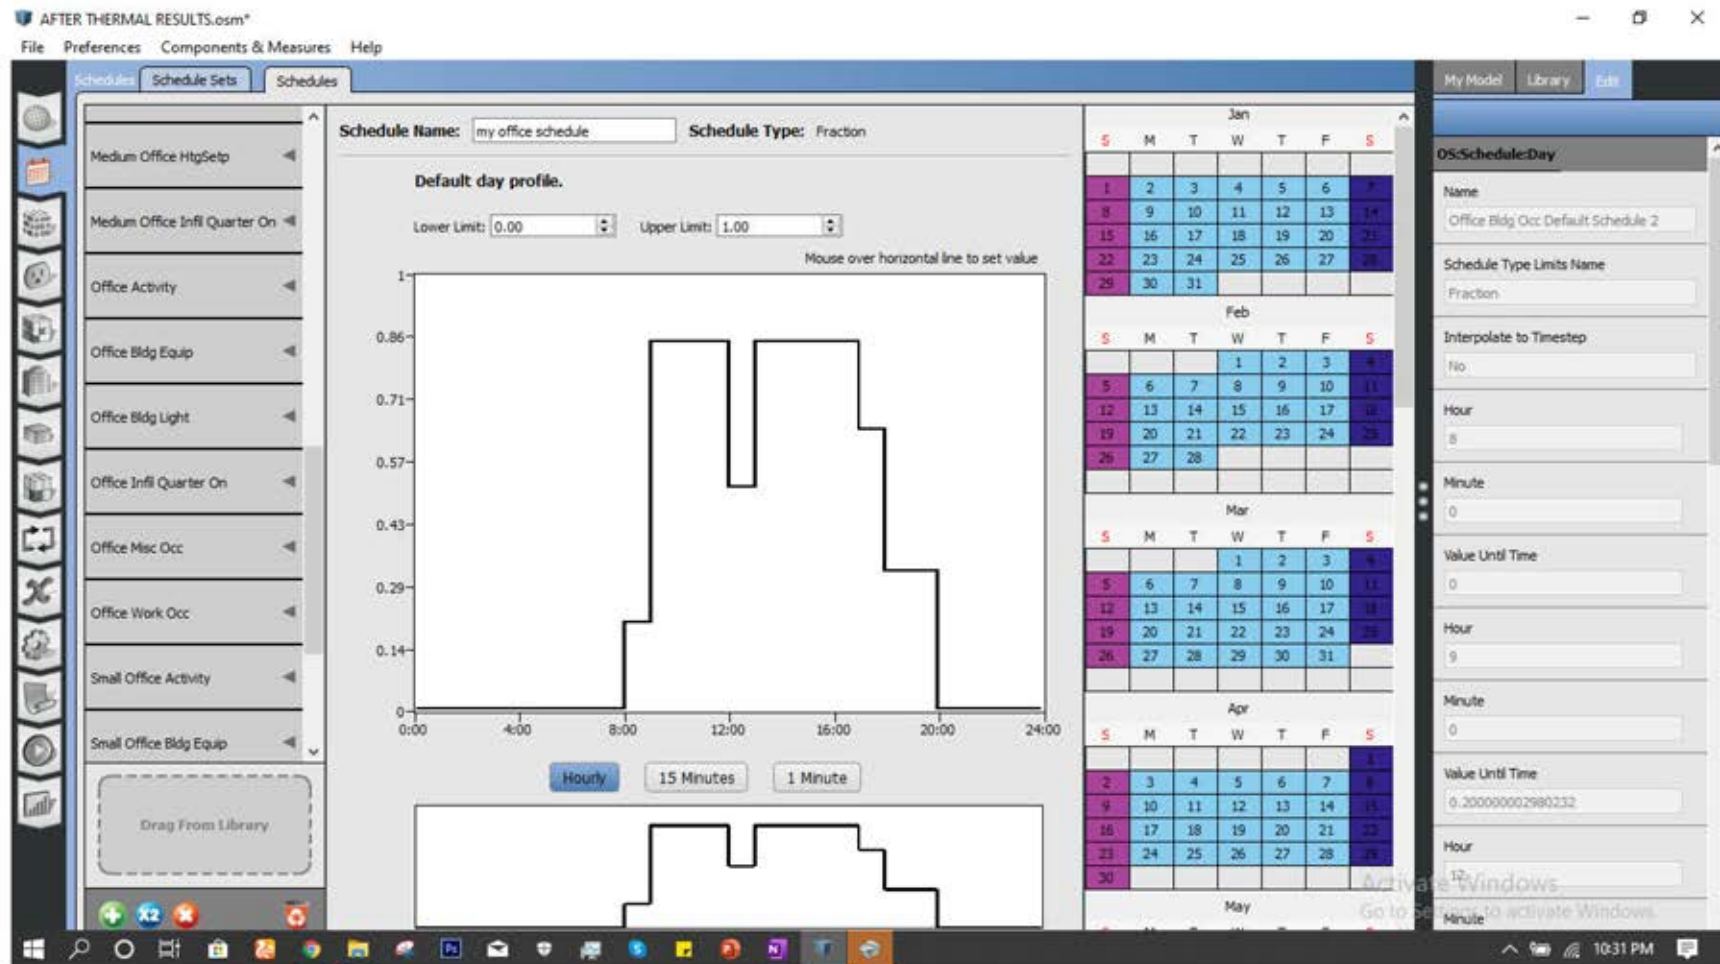 AFTER THERMAL RESULTS.osm*
File Preferences Components & Measures Help
Schedules Schedule Sets Schedules
My Model Library Edit
Medium Office HtgSetp
Medium Office Infil Quarter On
Office Activity
Office Bldg Equip
Office Bldg Light
Office Infil Quarter On
Office Misc Occ
Office Work Occ
Small Office Activity
Small Office Bldg Equip
Drag From Library
X2
Schedule Name: my office schedule Schedule Type: Fraction
Default day profile.
Lower Limit: 0.00 Upper Limit: 1.00
Mouse over horizontal line to set value
1
0.86
0.71
0.57
0.43
0.29
0.14
0
0:00 4:00 8:00 12:00 16:00 20:00 24:00
Hourly 15 Minutes 1 Minute
Jan
S M T W T F S
1 2 3 4 5 6 7
8 9 10 11 12 13 14
15 16 17 18 19 20 21
22 23 24 25 26 27 28
29 30 31
Feb
S M T W T F S
1 2 3 4
5 6 7 8 9 10 11
12 13 14 15 16 17 18
19 20 21 22 23 24 25
26 27 28
Mar
S M T W T F S
1 2 3 4
5 6 7 8 9 10 11
12 13 14 15 16 17 18
19 20 21 22 23 24 25
26 27 28 29 30 31
Apr
S M T W T F S
1
2 3 4 5 6 7 8
9 10 11 12 13 14 15
16 17 18 19 20 21 22
23 24 25 26 27 28 29
30
May
OS:Schedule:Day
Name
Office Bldg Occ Default Schedule 2
Schedule Type Limits Name
Fraction
Interpolate to Timestep
No
Hour
8
Minute
0
Value Until Time
0
Hour
9
Minute
0
Value Until Time
0.200000002980232
Hour
12
Minute
Activate Windows
Go to Settings to activate Windows.
Ps
10:31 PM